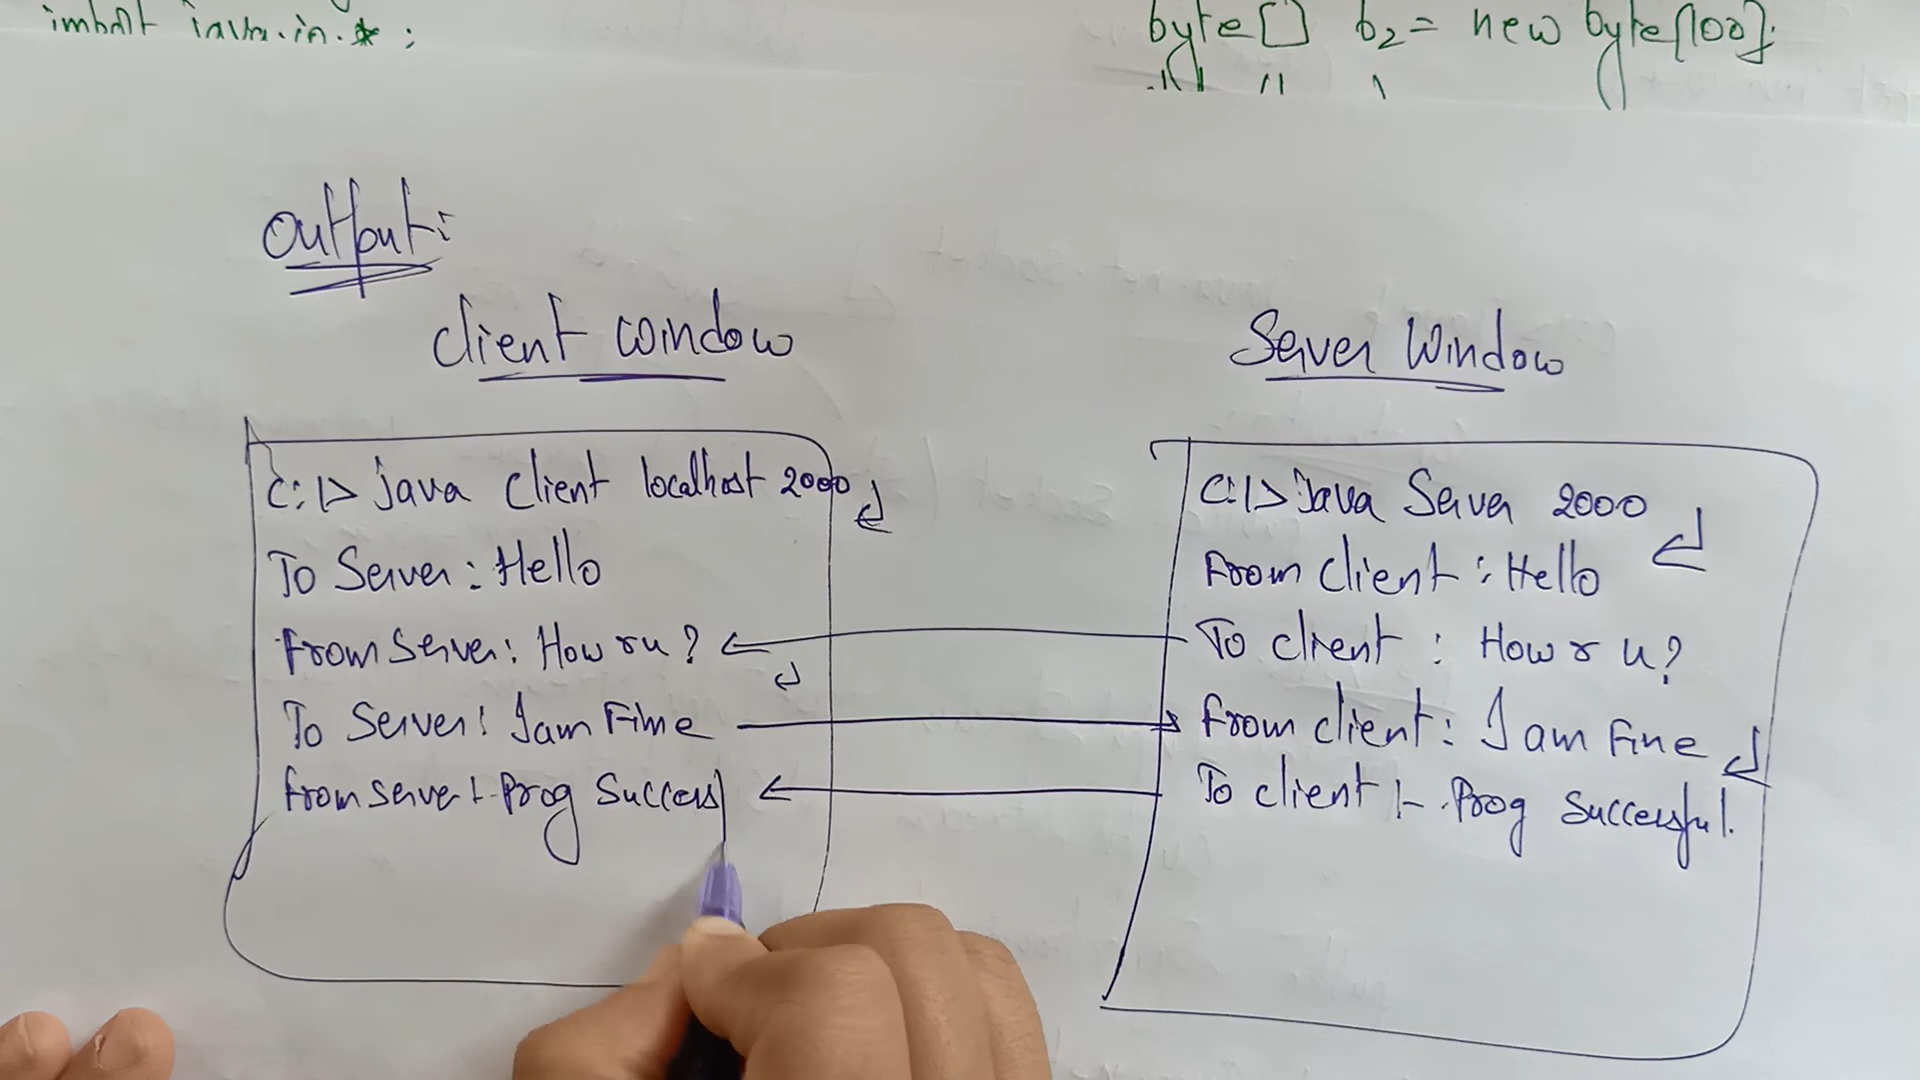 import java.io.*;
byte[] b2= new byte[100];
Output:
Client window
C:\> java Client localhost 2000
To Server: Hello
From Server: How r u?
To Server: I am Fine
From Server :- Prog Success
Server Window
C:\> Java Server 2000
From Client : Hello
To client : How r u?
From client: I am Fine
To client :- Prog Successful.